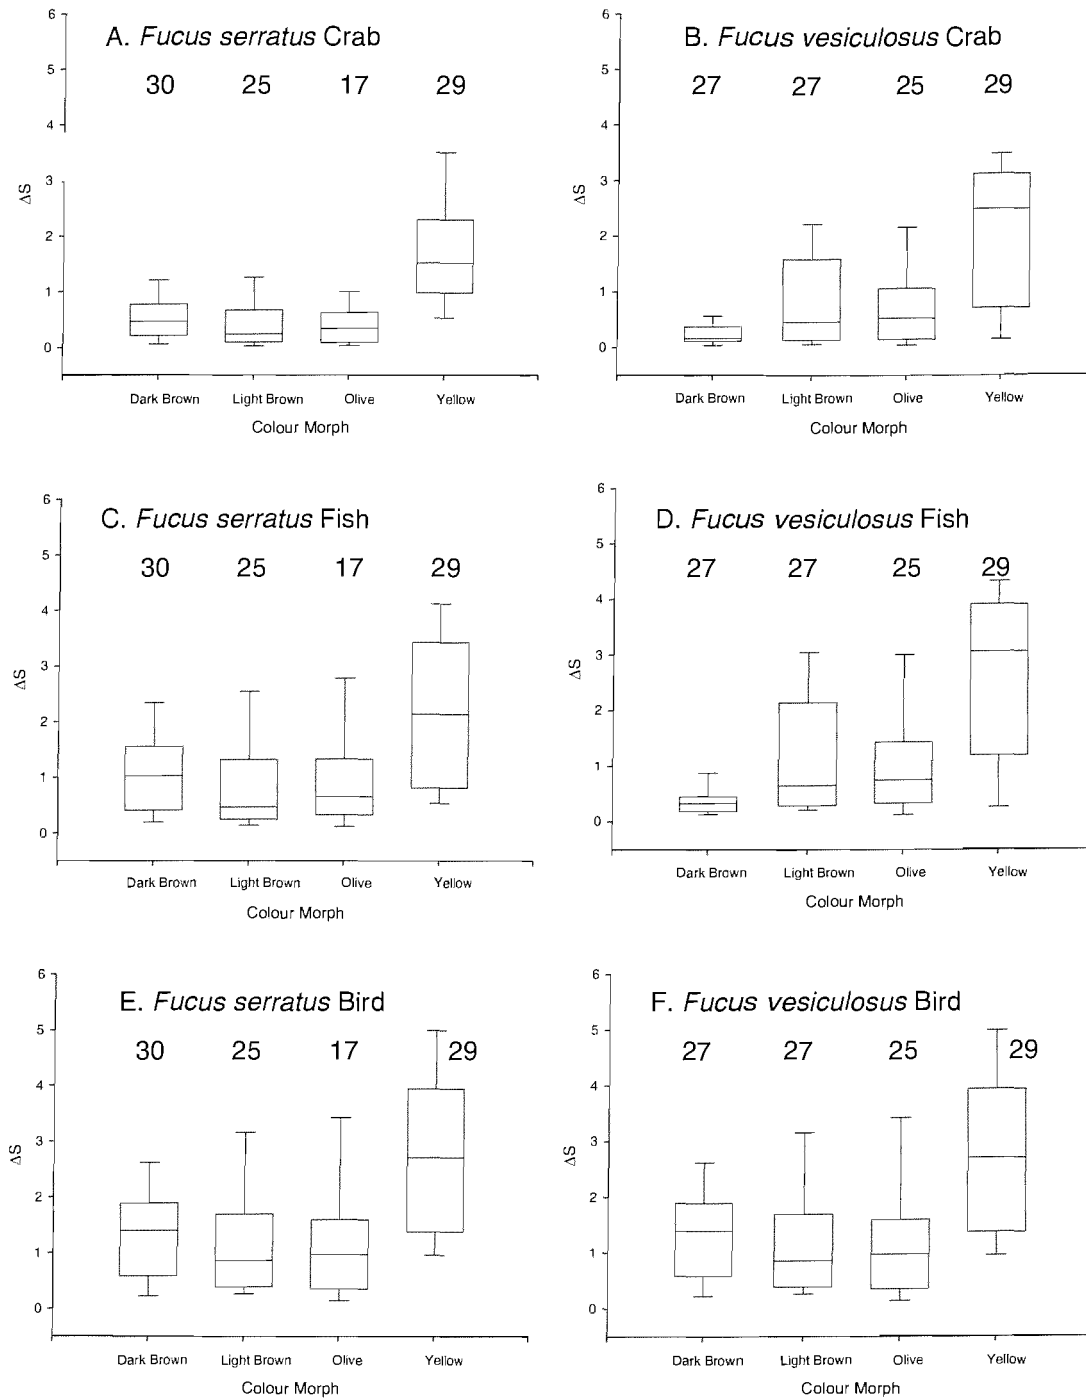 A. Fucus serratus Crab
30 25 17 29
6
5
4
3
2
1
0
ΔS
Dark Brown Light Brown Olive Yellow
Colour Morph
B. Fucus vesiculosus Crab
27 27 25 29
6
5
4
3
2
1
0
ΔS
Dark Brown Light Brown Olive Yellow
Colour Morph
C. Fucus serratus Fish
30 25 17 29
6
5
4
3
2
1
0
ΔS
Dark Brown Light Brown Olive Yellow
Colour Morph
D. Fucus vesiculosus Fish
27 27 25 29
6
5
4
3
2
1
0
ΔS
Dark Brown Light Brown Olive Yellow
Colour Morph
E. Fucus serratus Bird
30 25 17 29
6
5
4
3
2
1
0
ΔS
Dark Brown Light Brown Olive Yellow
Colour Morph
F. Fucus vesiculosus Bird
27 27 25 29
6
5
4
3
2
1
0
ΔS
Dark Brown Light Brown Olive Yellow
Colour Morph